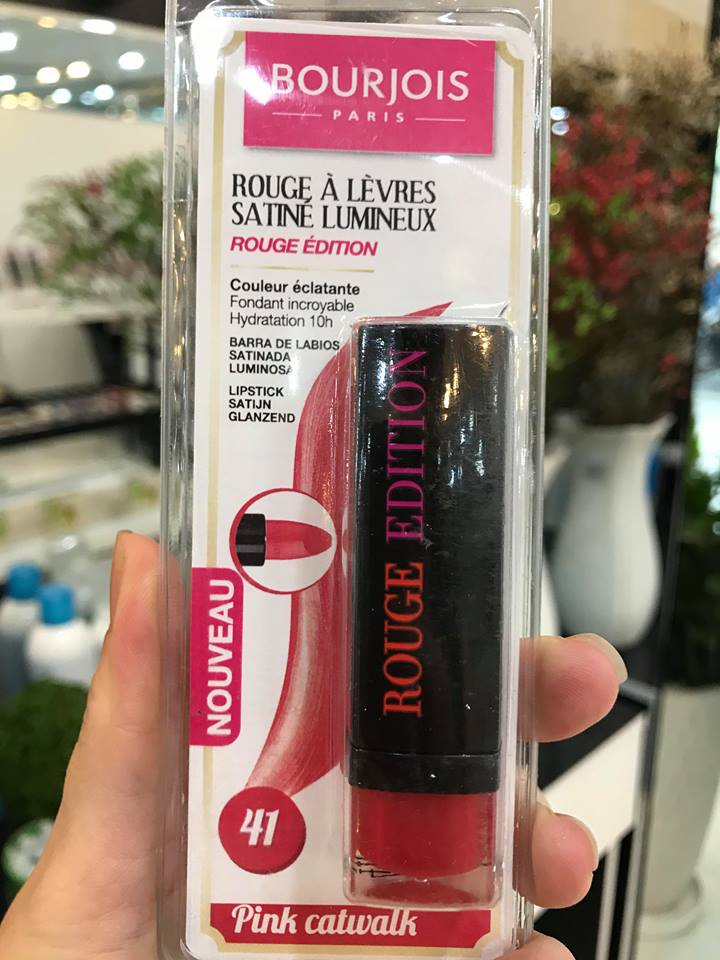 BOURJOIS
PARIS
ROUGE À LÈVRES
SATINÉ LUMINEUX
ROUGE ÉDITION
Couleur éclatante
Fondant incroyable
Hydratation 10h
BARRA DE LABIOS
SATINADA
LUMINOSA
LIPSTICK
SATIJN
GLANZEND
ROUGE EDITION
NOUVEAU
41
Pink catwalk